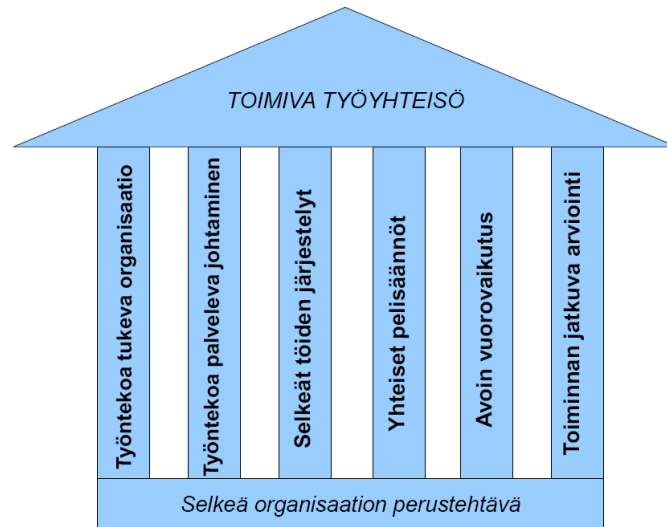 TOIMIVA TYÖYHTEISÖ
Työntekoa tukeva organisaatio
Työntekoa palveleva johtaminen
Selkeät töiden järjestelyt
Yhteiset pelisäännöt
Avoin vuorovaikutus
Toiminnan jatkuva arviointi
Selkeä organisaation perustehtävä